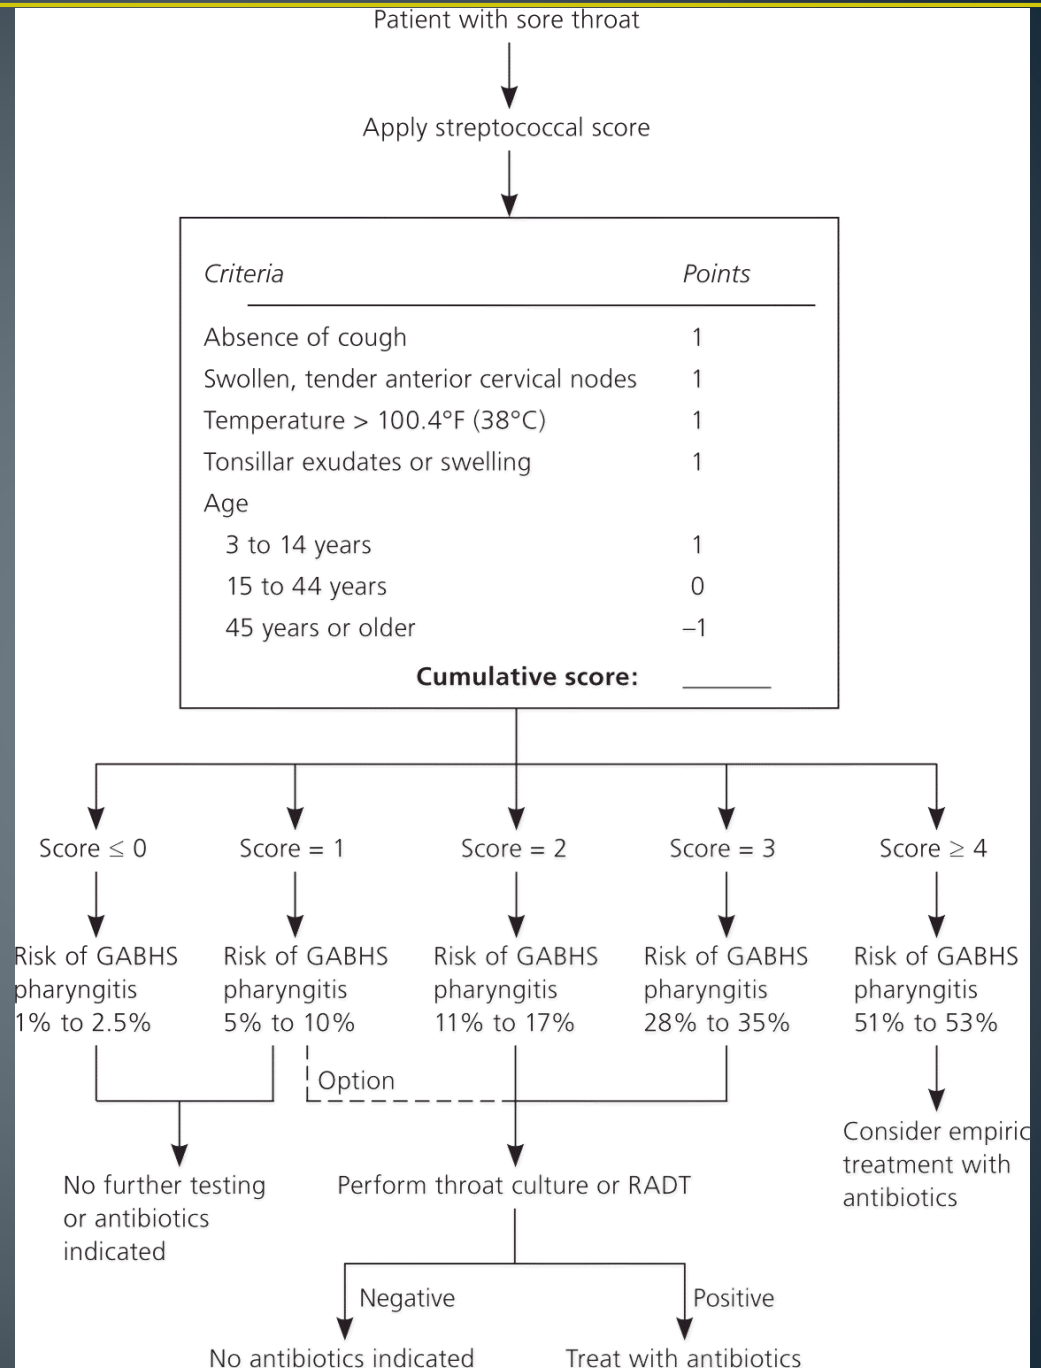 Patient with sore throat
Apply streptococcal score
Criteria Points
Absence of cough 1
Swollen, tender anterior cervical nodes 1
Temperature > 100.4°F (38°C) 1
Tonsillar exudates or swelling 1
Age
3 to 14 years 1
15 to 44 years 0
45 years or older –1
Cumulative score:
Score ≤ 0 Score = 1 Score = 2 Score = 3 Score ≥ 4
Risk of GABHS Risk of GABHS Risk of GABHS Risk of GABHS Risk of GABHS
pharyngitis pharyngitis pharyngitis pharyngitis pharyngitis
1% to 2.5% 5% to 10% 11% to 17% 28% to 35% 51% to 53%
Option
Consider empiric
treatment with
antibiotics
No further testing
or antibiotics
indicated
Perform throat culture or RADT
Negative Positive
No antibiotics indicated Treat with antibiotics